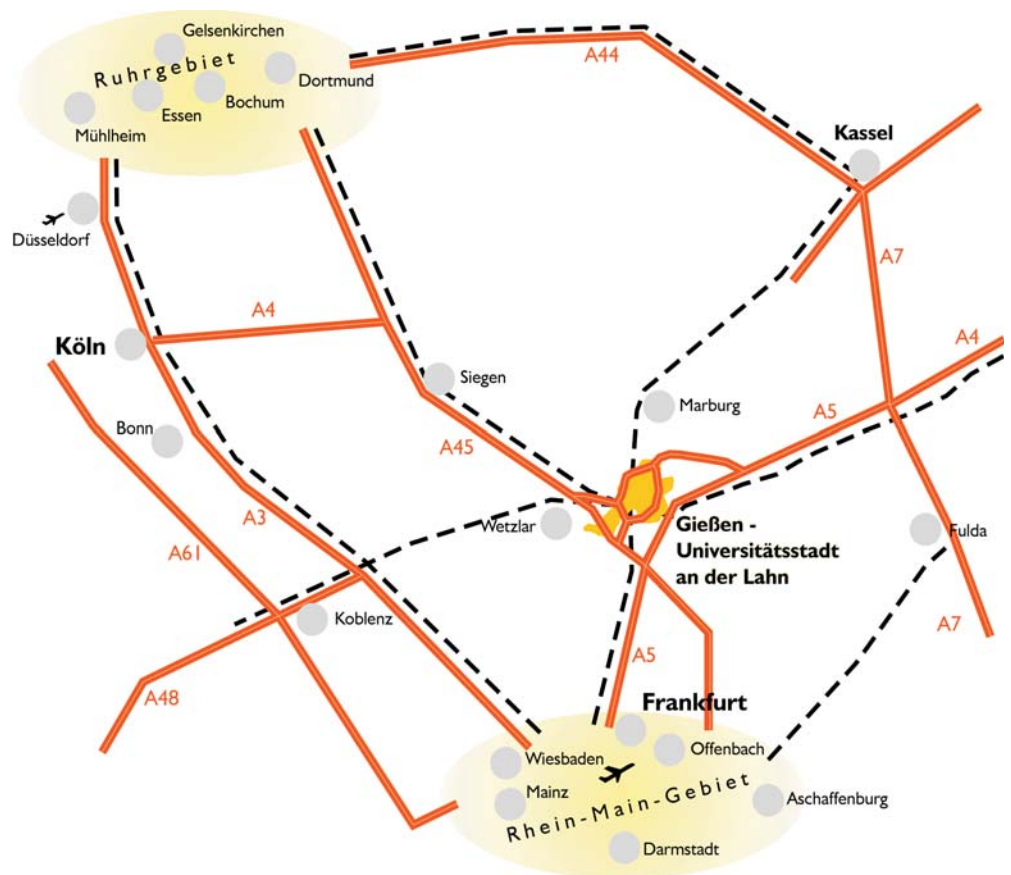 Gelsenkirchen
Ruhrgebiet
Dortmund
Bochum
Essen
Mühlheim
A44
Kassel
Düsseldorf
A7
A4
A4
Köln
Siegen
A5
Marburg
Bonn
A45
A3
Wetzlar
Gießen -
Universitätsstadt
an der Lahn
Fulda
A61
Koblenz
A7
A5
A48
Frankfurt
Offenbach
Wiesbaden
Mainz
Rhein-Main-Gebiet
Aschaffenburg
Darmstadt